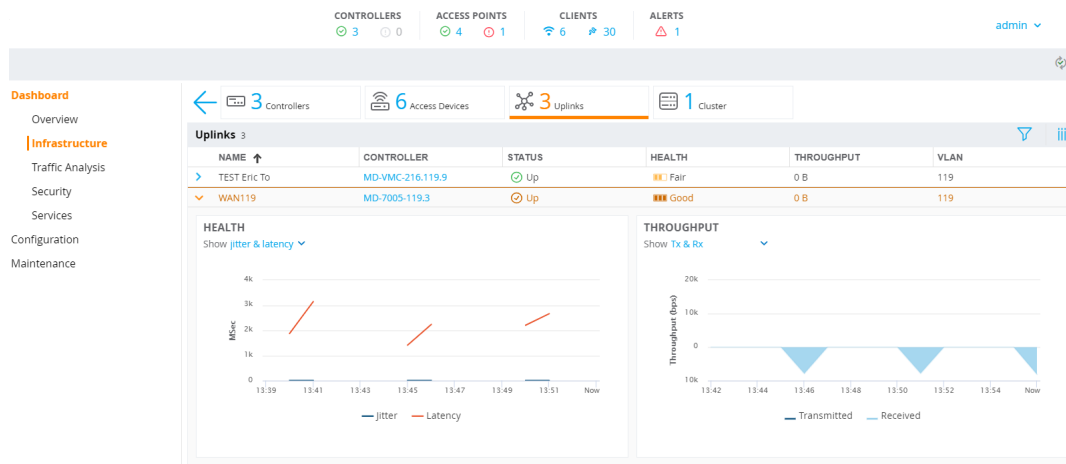 CONTROLLERS ACCESS POINTS CLIENTS ALERTS
3 0 4 1 6 30 1
admin
Dashboard
Overview
Infrastructure
Traffic Analysis
Security
Services
Configuration
Maintenance
3 Controllers 6 Access Devices 3 Uplinks 1 Cluster
Uplinks 3
NAME CONTROLLER STATUS HEALTH THROUGHPUT VLAN
TEST Eric To MD-VMC-216.119.9 Up Fair 0 B 119
WAN119 MD-7005-119.3 Up Good 0 B 119
HEALTH
Show jitter & latency
4k
3k
2k
1k
0
MSec
13:39 13:41 13:43 13:45 13:47 13:49 13:51 Now
Jitter Latency
THROUGHPUT
Show Tx & Rx
20k
10k
0
10k
Throughput (bps)
13:42 13:44 13:46 13:48 13:50 13:52 13:54 Now
Transmitted Received